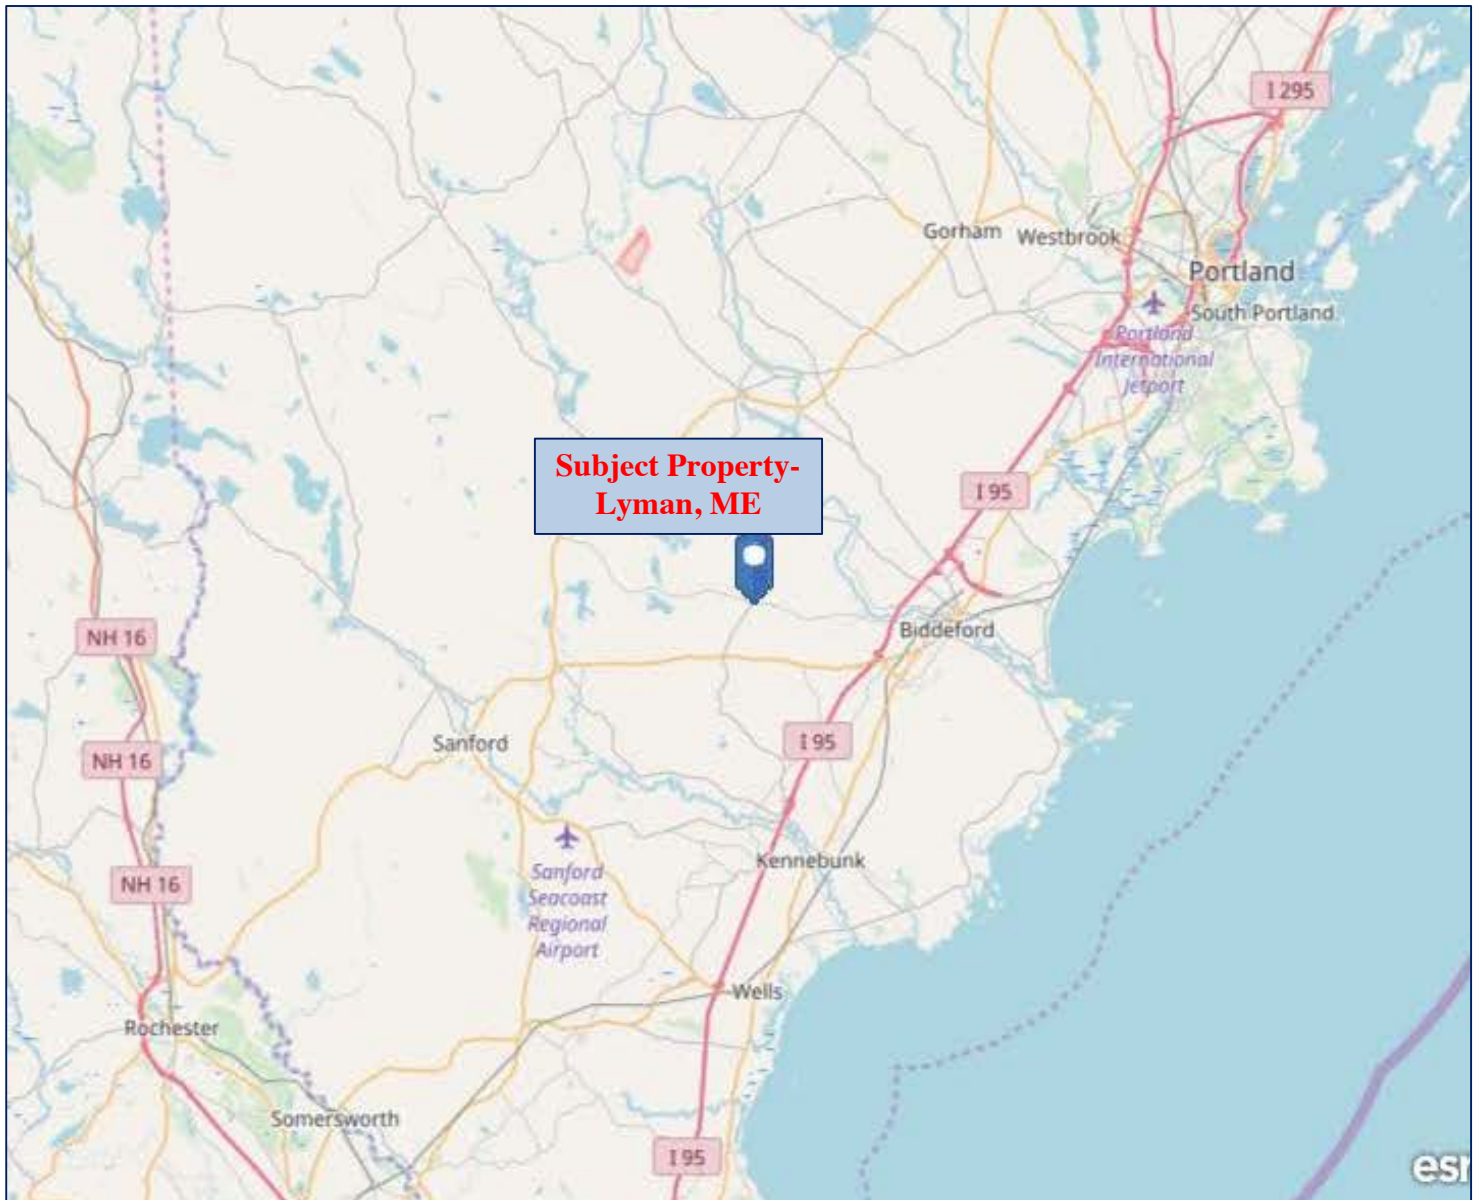 I 295
Gorham
Westbrook
Portland
South Portland
Portland
International
Jetport
Subject Property-
Lyman, ME
I 95
NH 16
Biddeford
Sanford
I 95
NH 16
Sanford
Seacoast
Regional
Airport
Kennebunk
NH 16
Wells
Rochester
Somersworth
I 95
esr